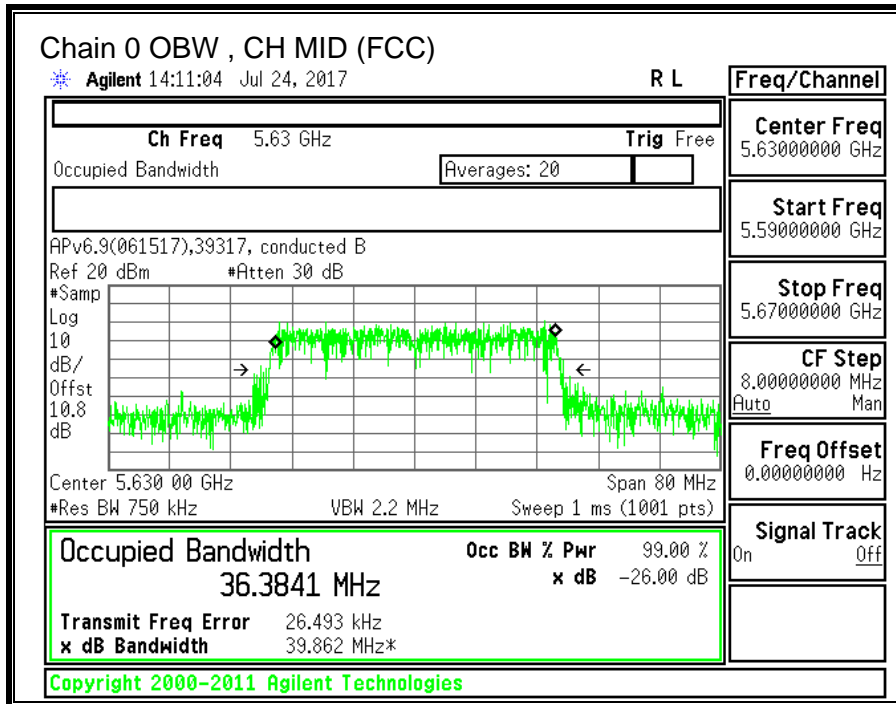 Chain 0 OBW , CH MID (FCC)
Agilent 14:11:04 Jul 24, 2017 R L
Freq/Channel
Ch Freq 5.63 GHz Trig Free
Occupied Bandwidth Averages: 20
Center Freq
5.63000000 GHz
Start Freq
5.59000000 GHz
Stop Freq
5.67000000 GHz
CF Step
8.00000000 MHz
Auto Man
Freq Offset
0.00000000 Hz
Signal Track
On Off
APv6.9(061517),39317, conducted B
Ref 20 dBm #Atten 30 dB
#Samp
Log
10
dB/
Offst
10.8
dB
Center 5.630 00 GHz Span 80 MHz
#Res BW 750 kHz VBW 2.2 MHz Sweep 1 ms (1001 pts)
Occupied Bandwidth Occ BW % Pwr 99.00 %
36.3841 MHz x dB -26.00 dB
Transmit Freq Error 26.493 kHz
x dB Bandwidth 39.862 MHz*
Copyright 2000-2011 Agilent Technologies